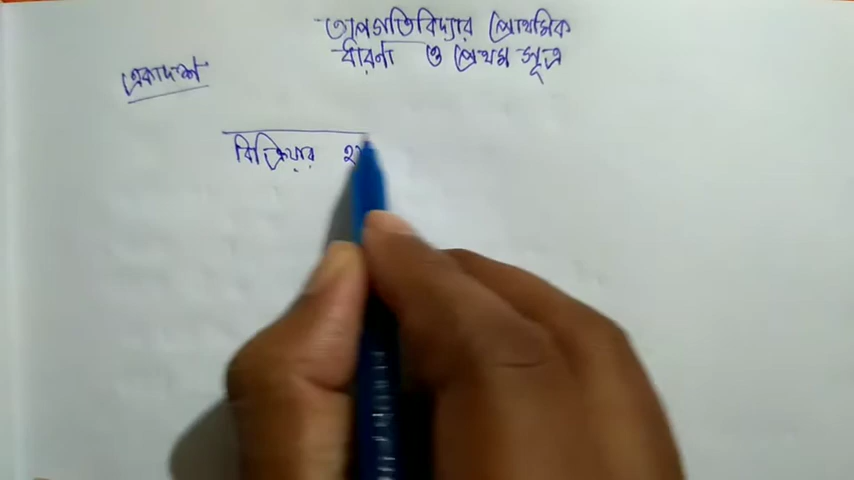 তাপগতিবিদ্যার প্রাথমিক
ধারণা ও প্রথম সূত্র
একাদশ
বিক্রিয়ার